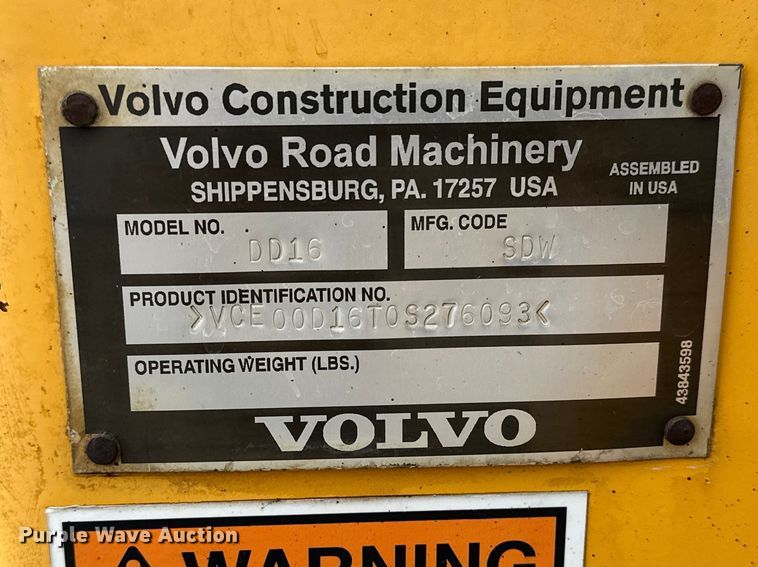 Volvo Construction Equipment
Volvo Road Machinery
SHIPPENSBURG, PA. 17257 USA
ASSEMBLED
IN USA
MODEL NO.
DD16
MFG. CODE
SDW
PRODUCT IDENTIFICATION NO.
>VCE00D16T0S276093<
OPERATING WEIGHT (LBS.)
43843598
VOLVO
WARNING
Purple Wave Auction